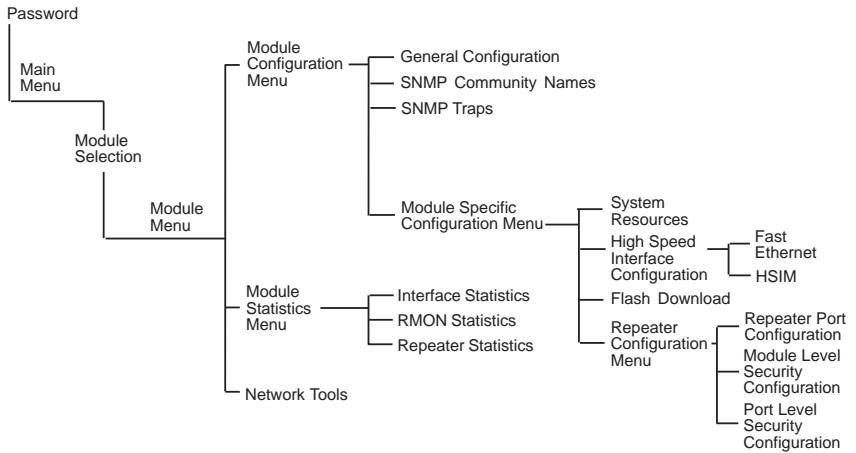 Password
Main
Menu
Module
Selection
Module
Menu
Module
Configuration
Menu
General Configuration
SNMP Community Names
SNMP Traps
Module Specific
Configuration Menu
System
Resources
High Speed
Interface
Configuration
Fast
Ethernet
HSIM
Flash Download
Repeater
Configuration
Menu
Repeater Port
Configuration
Module Level
Security
Configuration
Port Level
Security
Configuration
Module
Statistics
Menu
Interface Statistics
RMON Statistics
Repeater Statistics
Network Tools